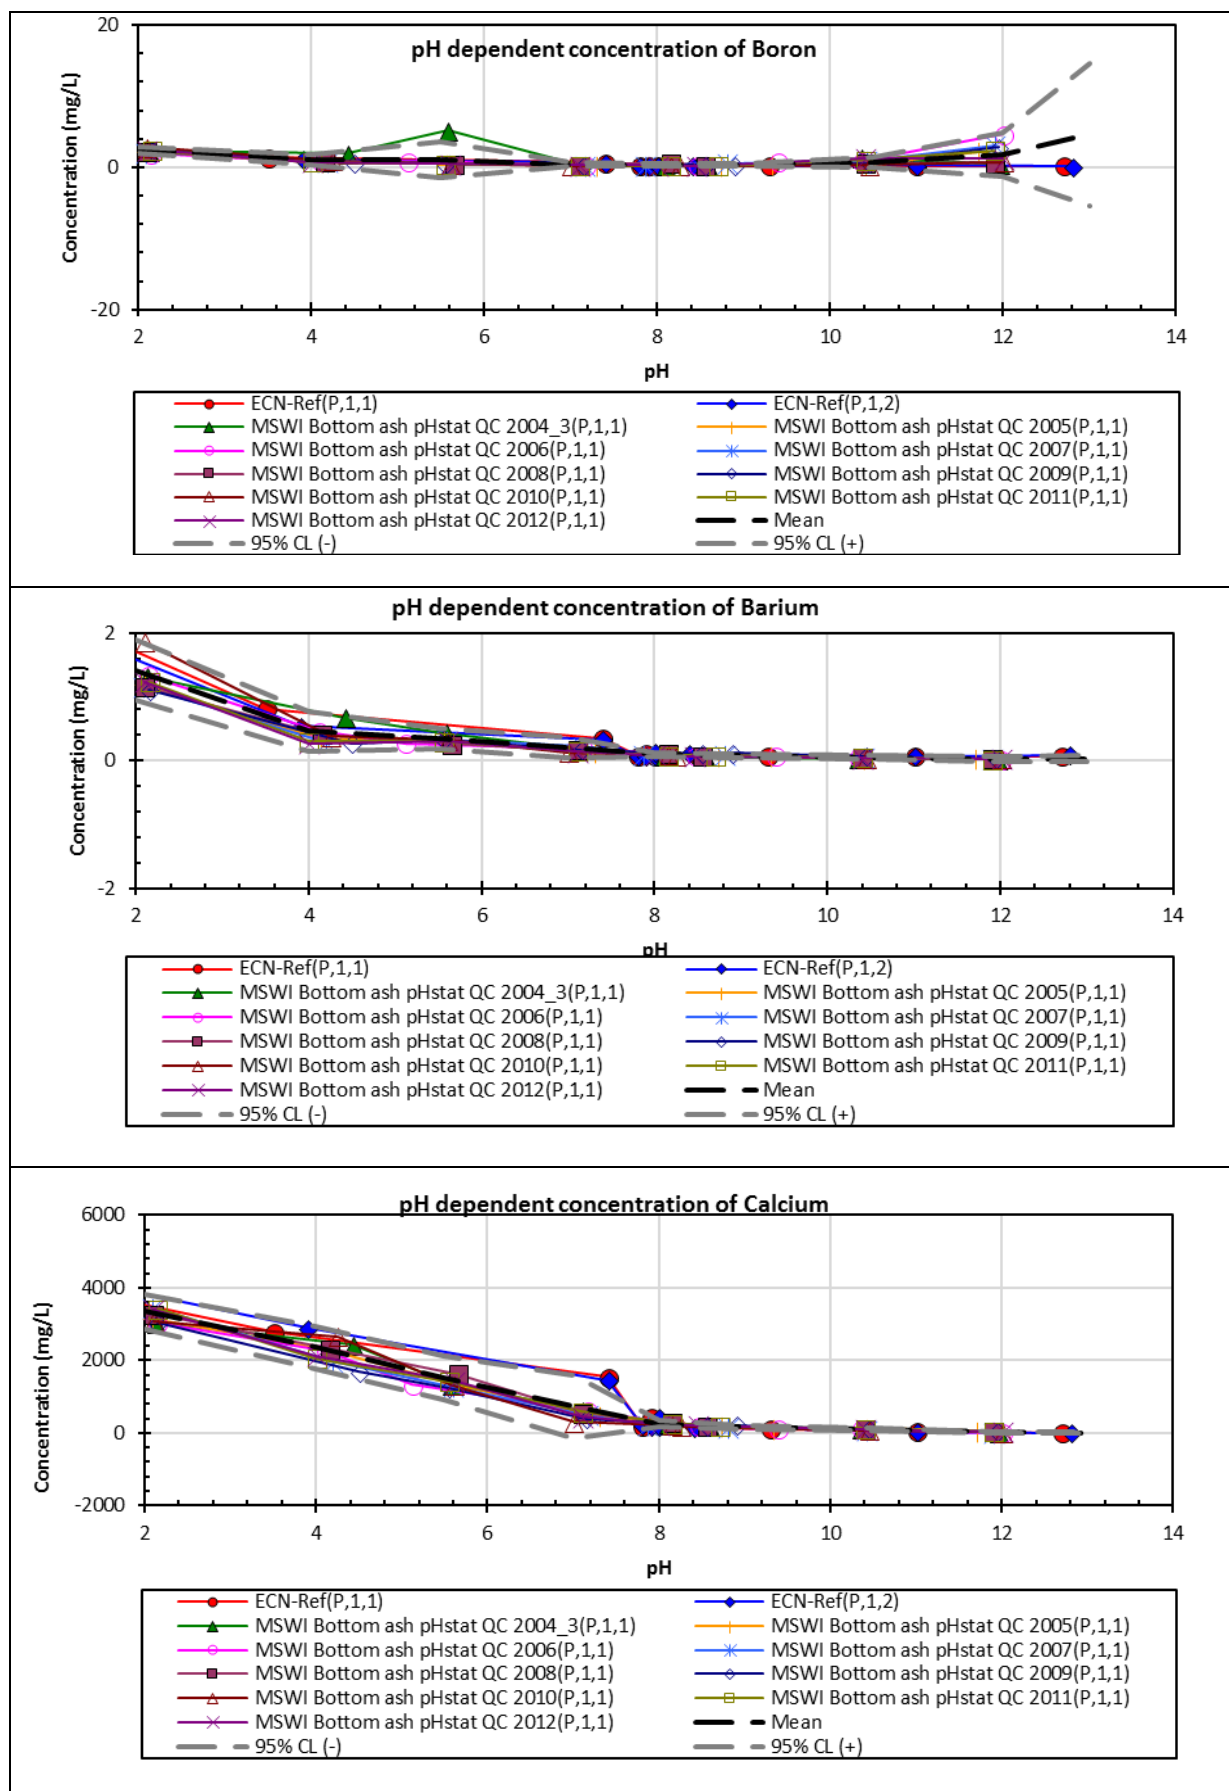 pH dependent concentration of Boron
Concentration (mg/L)
20
0
-20
2 4 6 8 10 12 14
pH
ECN-Ref(P,1,1) ECN-Ref(P,1,2)
MSWI Bottom ash pHstat QC 2004_3(P,1,1) MSWI Bottom ash pHstat QC 2005(P,1,1)
MSWI Bottom ash pHstat QC 2006(P,1,1) MSWI Bottom ash pHstat QC 2007(P,1,1)
MSWI Bottom ash pHstat QC 2008(P,1,1) MSWI Bottom ash pHstat QC 2009(P,1,1)
MSWI Bottom ash pHstat QC 2010(P,1,1) MSWI Bottom ash pHstat QC 2011(P,1,1)
MSWI Bottom ash pHstat QC 2012(P,1,1) Mean
95% CL (-) 95% CL (+)
pH dependent concentration of Barium
Concentration (mg/L)
2
0
-2
2 4 6 8 10 12 14
pH
ECN-Ref(P,1,1) ECN-Ref(P,1,2)
MSWI Bottom ash pHstat QC 2004_3(P,1,1) MSWI Bottom ash pHstat QC 2005(P,1,1)
MSWI Bottom ash pHstat QC 2006(P,1,1) MSWI Bottom ash pHstat QC 2007(P,1,1)
MSWI Bottom ash pHstat QC 2008(P,1,1) MSWI Bottom ash pHstat QC 2009(P,1,1)
MSWI Bottom ash pHstat QC 2010(P,1,1) MSWI Bottom ash pHstat QC 2011(P,1,1)
MSWI Bottom ash pHstat QC 2012(P,1,1) Mean
95% CL (-) 95% CL (+)
pH dependent concentration of Calcium
Concentration (mg/L)
6000
4000
2000
0
-2000
2 4 6 8 10 12 14
pH
ECN-Ref(P,1,1) ECN-Ref(P,1,2)
MSWI Bottom ash pHstat QC 2004_3(P,1,1) MSWI Bottom ash pHstat QC 2005(P,1,1)
MSWI Bottom ash pHstat QC 2006(P,1,1) MSWI Bottom ash pHstat QC 2007(P,1,1)
MSWI Bottom ash pHstat QC 2008(P,1,1) MSWI Bottom ash pHstat QC 2009(P,1,1)
MSWI Bottom ash pHstat QC 2010(P,1,1) MSWI Bottom ash pHstat QC 2011(P,1,1)
MSWI Bottom ash pHstat QC 2012(P,1,1) Mean
95% CL (-) 95% CL (+)